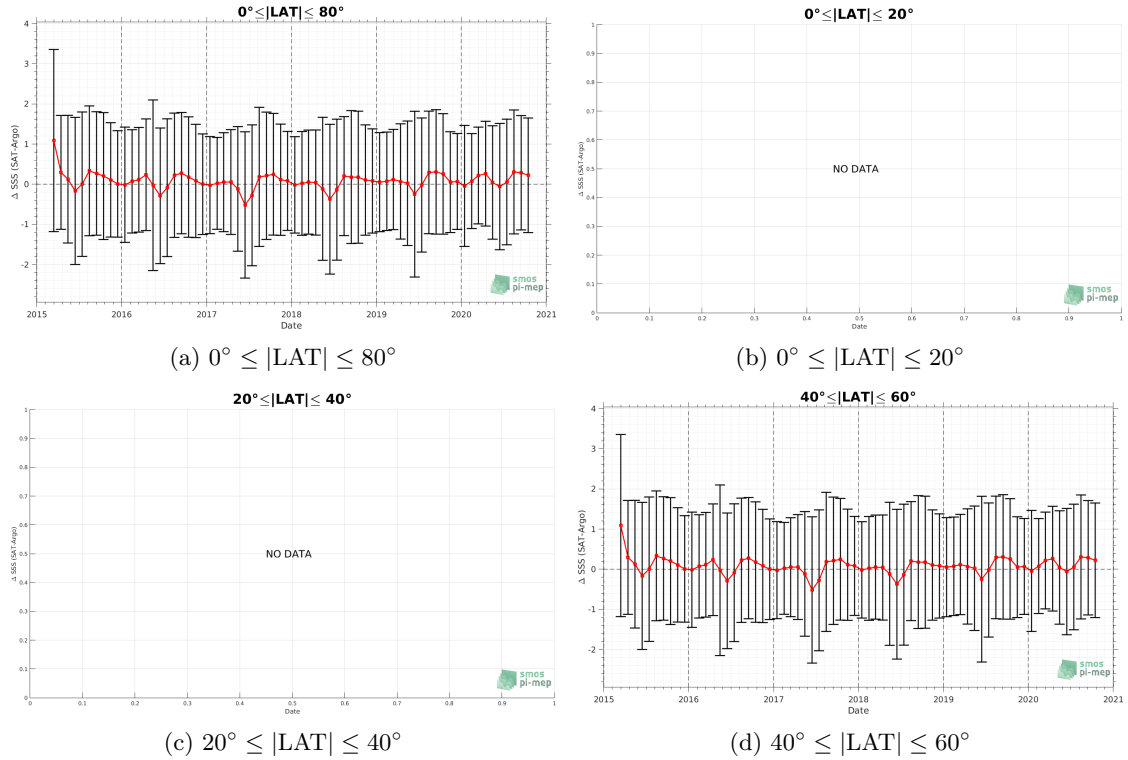 0°≤|LAT|≤ 80°
4
3
2
1
0
-1
-2
Δ SSS (SAT-Argo)
2015 2016 2017 2018 2019 2020 2021
Date
smos
pi-mep
(a) 0° ≤ |LAT| ≤ 80°
0°≤|LAT|≤ 20°
1
0.9
0.8
0.7
0.6
0.5
0.4
0.3
0.2
0.1
0
Δ SSS (SAT-Argo)
NO DATA
0 0.1 0.2 0.3 0.4 0.5 0.6 0.7 0.8 0.9 1
Date
smos
pi-mep
(b) 0° ≤ |LAT| ≤ 20°
20°≤|LAT|≤ 40°
1
0.9
0.8
0.7
0.6
0.5
0.4
0.3
0.2
0.1
0
Δ SSS (SAT-Argo)
NO DATA
0 0.1 0.2 0.3 0.4 0.5 0.6 0.7 0.8 0.9 1
Date
smos
pi-mep
(c) 20° ≤ |LAT| ≤ 40°
40°≤|LAT|≤ 60°
4
3
2
1
0
-1
-2
Δ SSS (SAT-Argo)
2015 2016 2017 2018 2019 2020 2021
Date
smos
pi-mep
(d) 40° ≤ |LAT| ≤ 60°